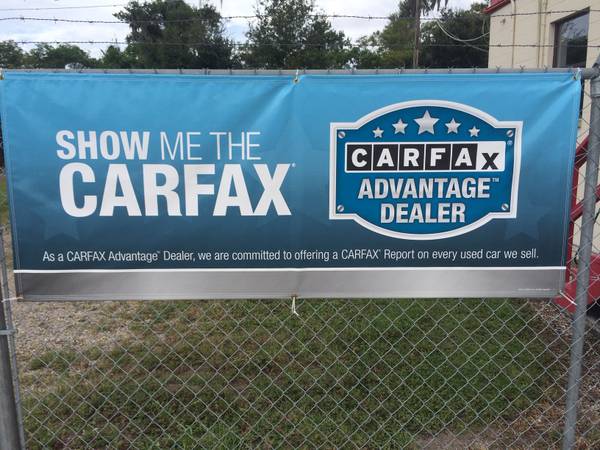 SHOW ME THE
CARFAX®
CARFAX®
ADVANTAGE™
DEALER
As a CARFAX Advantage® Dealer, we are committed to offering a CARFAX® Report on every used car we sell.